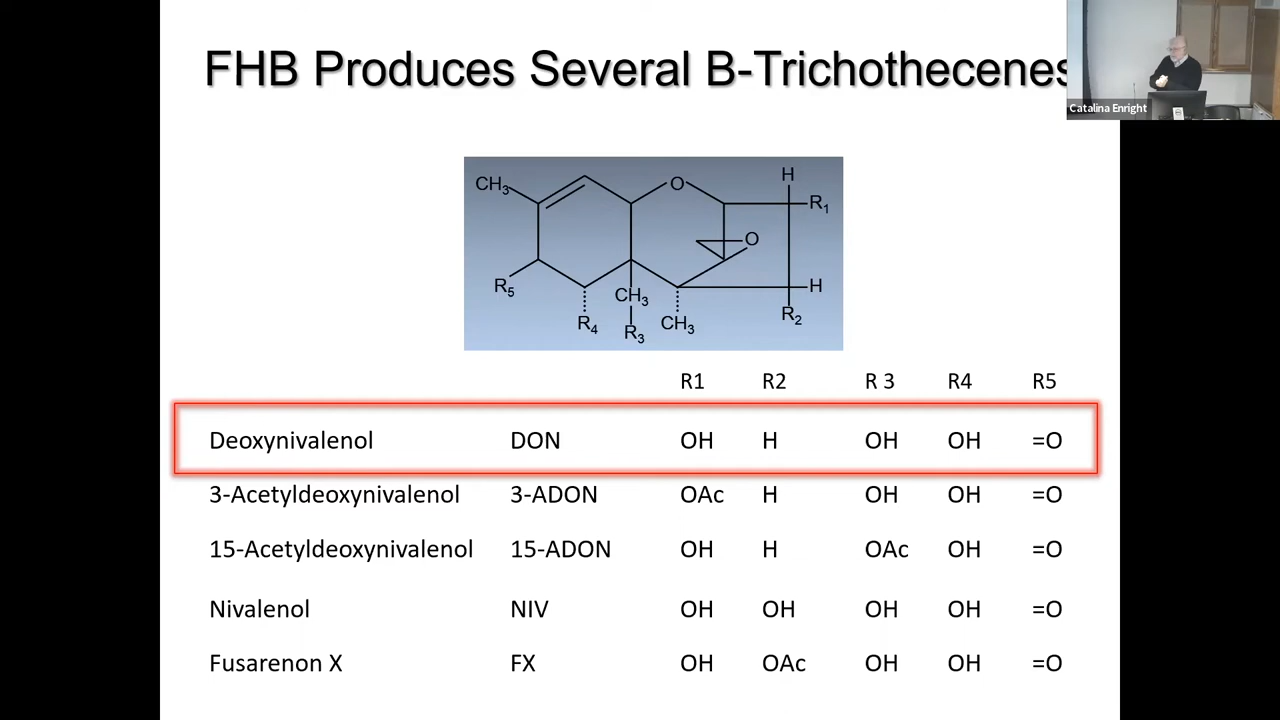 FHB Produces Several B-Trichothecenes
Catalina Enright
CH3 O H R1
O
R5 CH3 H
R4 R3 CH3 R2
R1 R2 R 3 R4 R5
Deoxynivalenol DON OH H OH OH =O
3-Acetyldeoxynivalenol 3-ADON OAc H OH OH =O
15-Acetyldeoxynivalenol 15-ADON OH H OAc OH =O
Nivalenol NIV OH OH OH OH =O
Fusarenon X FX OH OAc OH OH =O